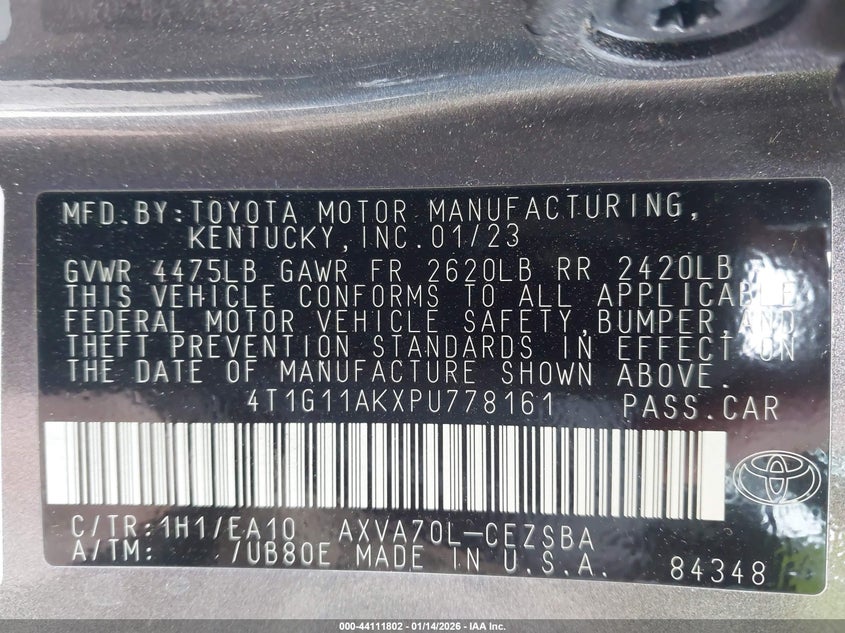 MFD.BY:TOYOTA MOTOR MANUFACTURING,
KENTUCKY,INC.01/23
GVWR 4475LB GAWR FR 2620LB RR 2420LB
THIS VEHICLE CONFORMS TO ALL APPLICABLE
FEDERAL MOTOR VEHICLE SAFETY,BUMPER,AND
THEFT PREVENTION STANDARDS IN EFFECT ON
THE DATE OF MANUFACTURE SHOWN ABOVE.
4T1G11AKXPU778161 PASS.CAR
C/TR:1H1/EA10 AXVA70L-CEZSBA
A/TM: /UB80E MADE IN U.S.A. 84348
000-44111802 - 01/14/2026 - IAA Inc.